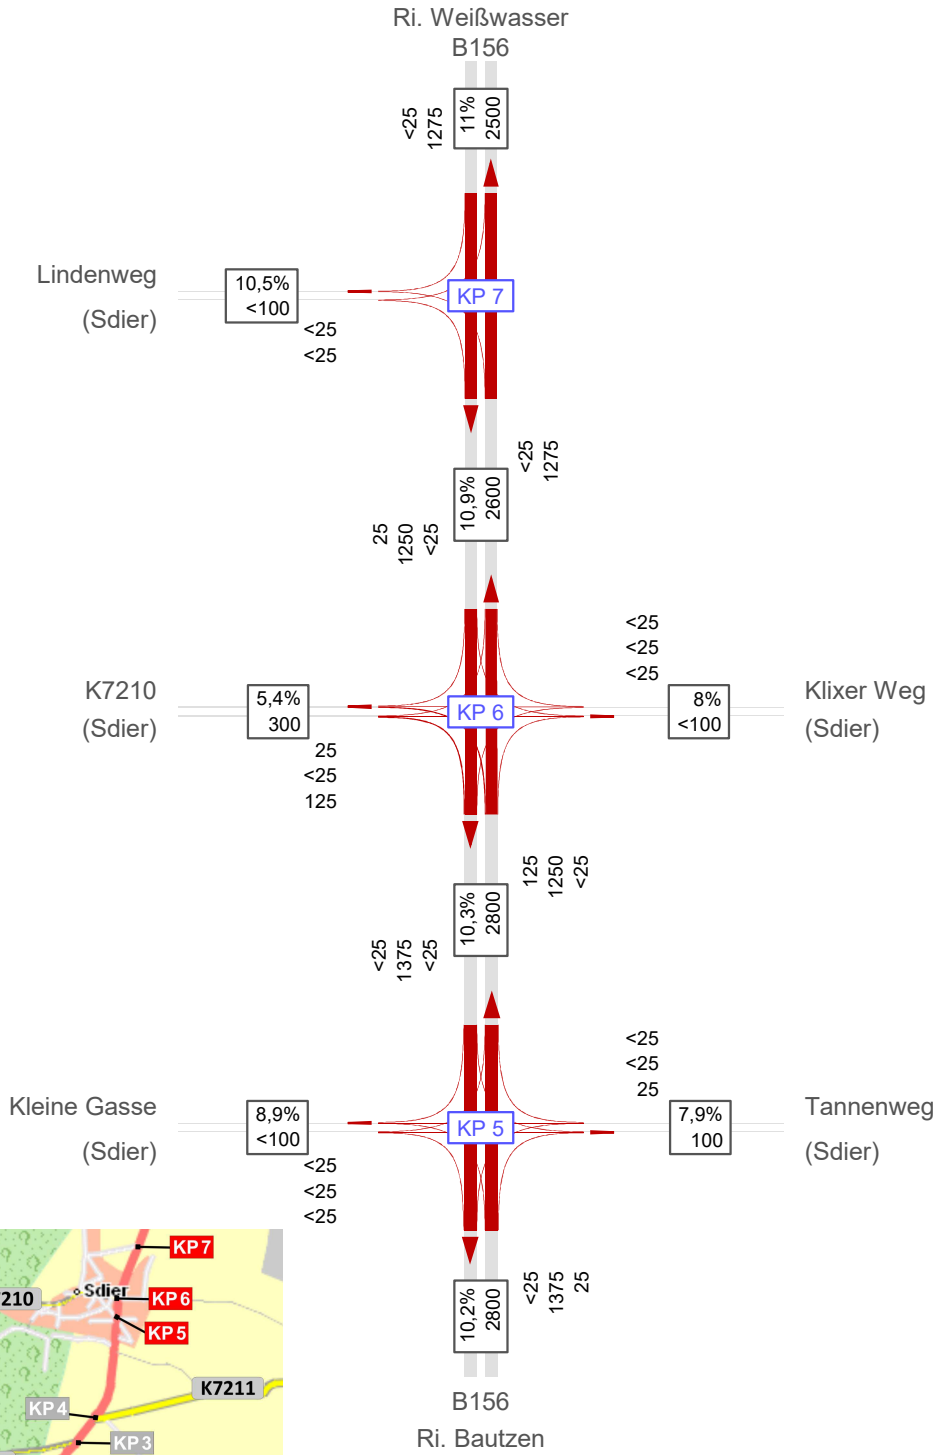 Ri. Weißwasser
B156
<25
1275
11%
2500
Lindenweg
(Sdier)
10,5%
<100
<25
<25
KP 7
<25
1275
10,9%
2600
25
1250
<25
<25
<25
<25
K7210
(Sdier)
5,4%
300
25
<25
125
KP 6
8%
<100
Klixer Weg
(Sdier)
125
1250
<25
10,3%
2800
<25
1375
<25
<25
<25
25
Kleine Gasse
(Sdier)
8,9%
<100
<25
<25
<25
KP 5
7,9%
100
Tannenweg
(Sdier)
<25
1375
25
10,2%
2800
B156
Ri. Bautzen
KP 7
Sdier
210
KP 6
KP 5
K7211
KP 4
KP 3